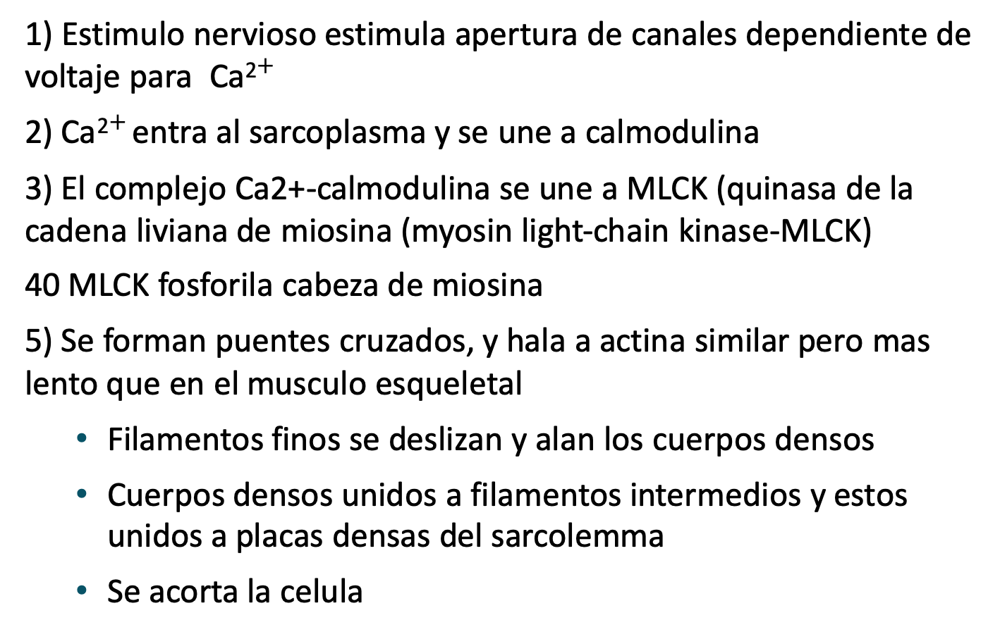 1) Estimulo nervioso estimula apertura de canales dependiente de
voltaje para  Ca²⁺
2) Ca²⁺ entra al sarcoplasma y se une a calmodulina
3) El complejo Ca2+-calmodulina se une a MLCK (quinasa de la
cadena liviana de miosina (myosin light-chain kinase-MLCK)
40 MLCK fosforila cabeza de miosina
5) Se forman puentes cruzados, y hala a actina similar pero mas
lento que en el musculo esqueletal
• Filamentos finos se deslizan y alan los cuerpos densos
• Cuerpos densos unidos a filamentos intermedios y estos
unidos a placas densas del sarcolemma
• Se acorta la celula